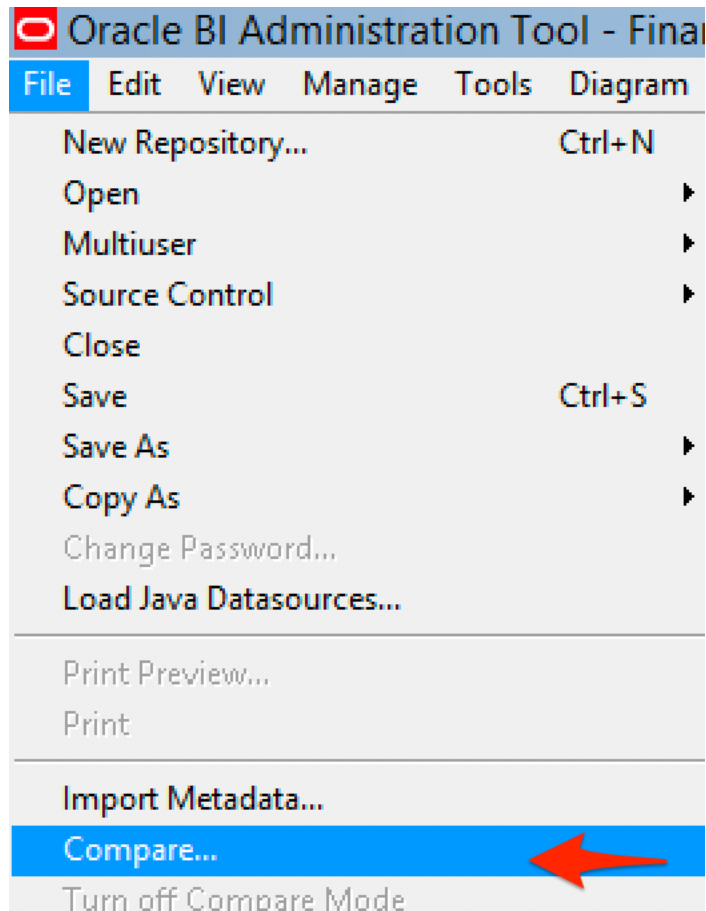 Oracle BI Administration Tool - Finan
File Edit View Manage Tools Diagram
New Repository... Ctrl+N
Open
Multiuser
Source Control
Close
Save Ctrl+S
Save As
Copy As
Change Password...
Load Java Datasources...
Print Preview...
Print
Import Metadata...
Compare...
Turn off Compare Mode